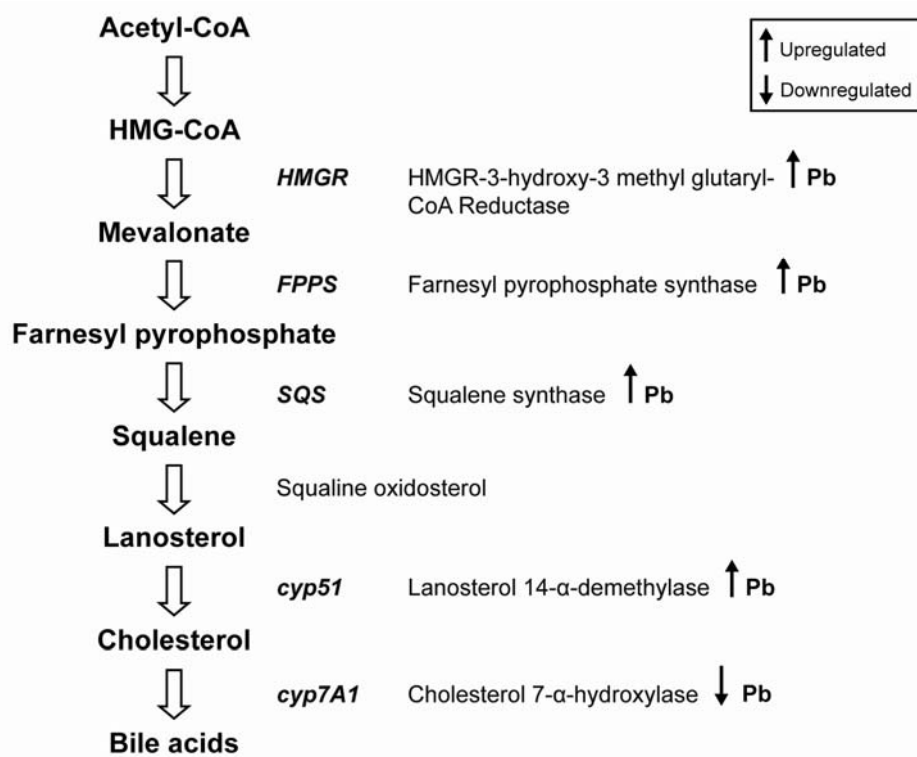 Acetyl-CoA
↑ Upregulated
↓ Downregulated
HMG-CoA
HMGR HMGR-3-hydroxy-3 methyl glutaryl- ↑ Pb
CoA Reductase
Mevalonate
FPPS Farnesyl pyrophosphate synthase ↑ Pb
Farnesyl pyrophosphate
SQS Squalene synthase ↑ Pb
Squalene
Squaline oxidosterol
Lanosterol
cyp51 Lanosterol 14-α-demethylase ↑ Pb
Cholesterol
cyp7A1 Cholesterol 7-α-hydroxylase ↓ Pb
Bile acids